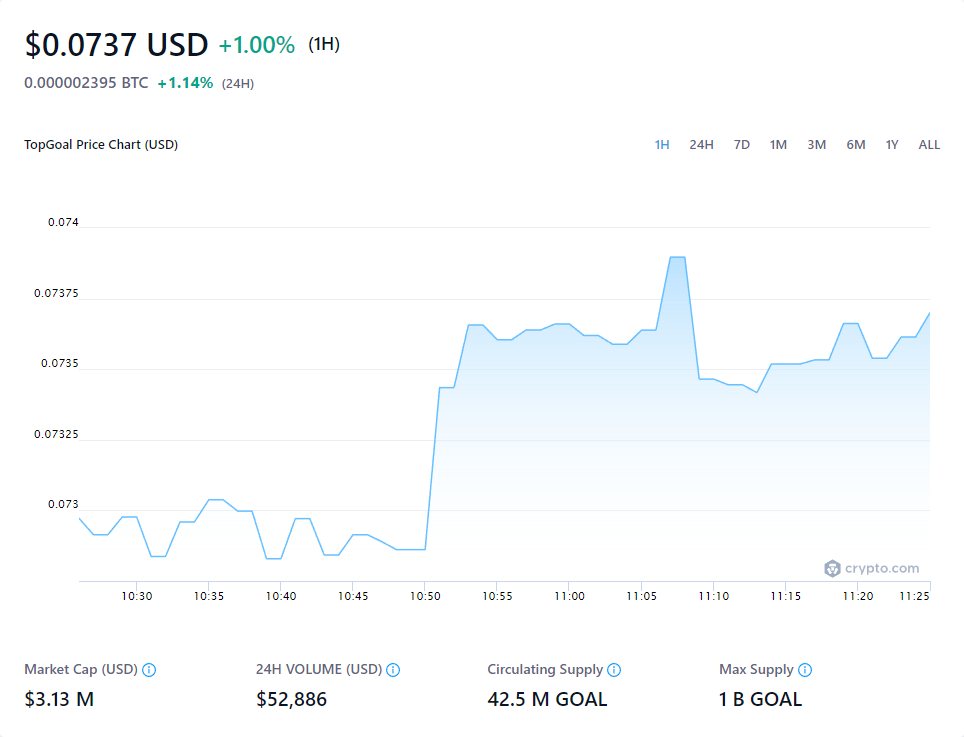 $0.0737 USD +1.00% (1H)
0.000002395 BTC +1.14% (24H)
TopGoal Price Chart (USD)
1H 24H 7D 1M 3M 6M 1Y ALL
0.074
0.07375
0.0735
0.07325
0.073
crypto.com
10:30 10:35 10:40 10:45 10:50 10:55 11:00 11:05 11:10 11:15 11:20 11:25
Market Cap (USD) 24H VOLUME (USD) Circulating Supply Max Supply
$3.13 M $52,886 42.5 M GOAL 1 B GOAL